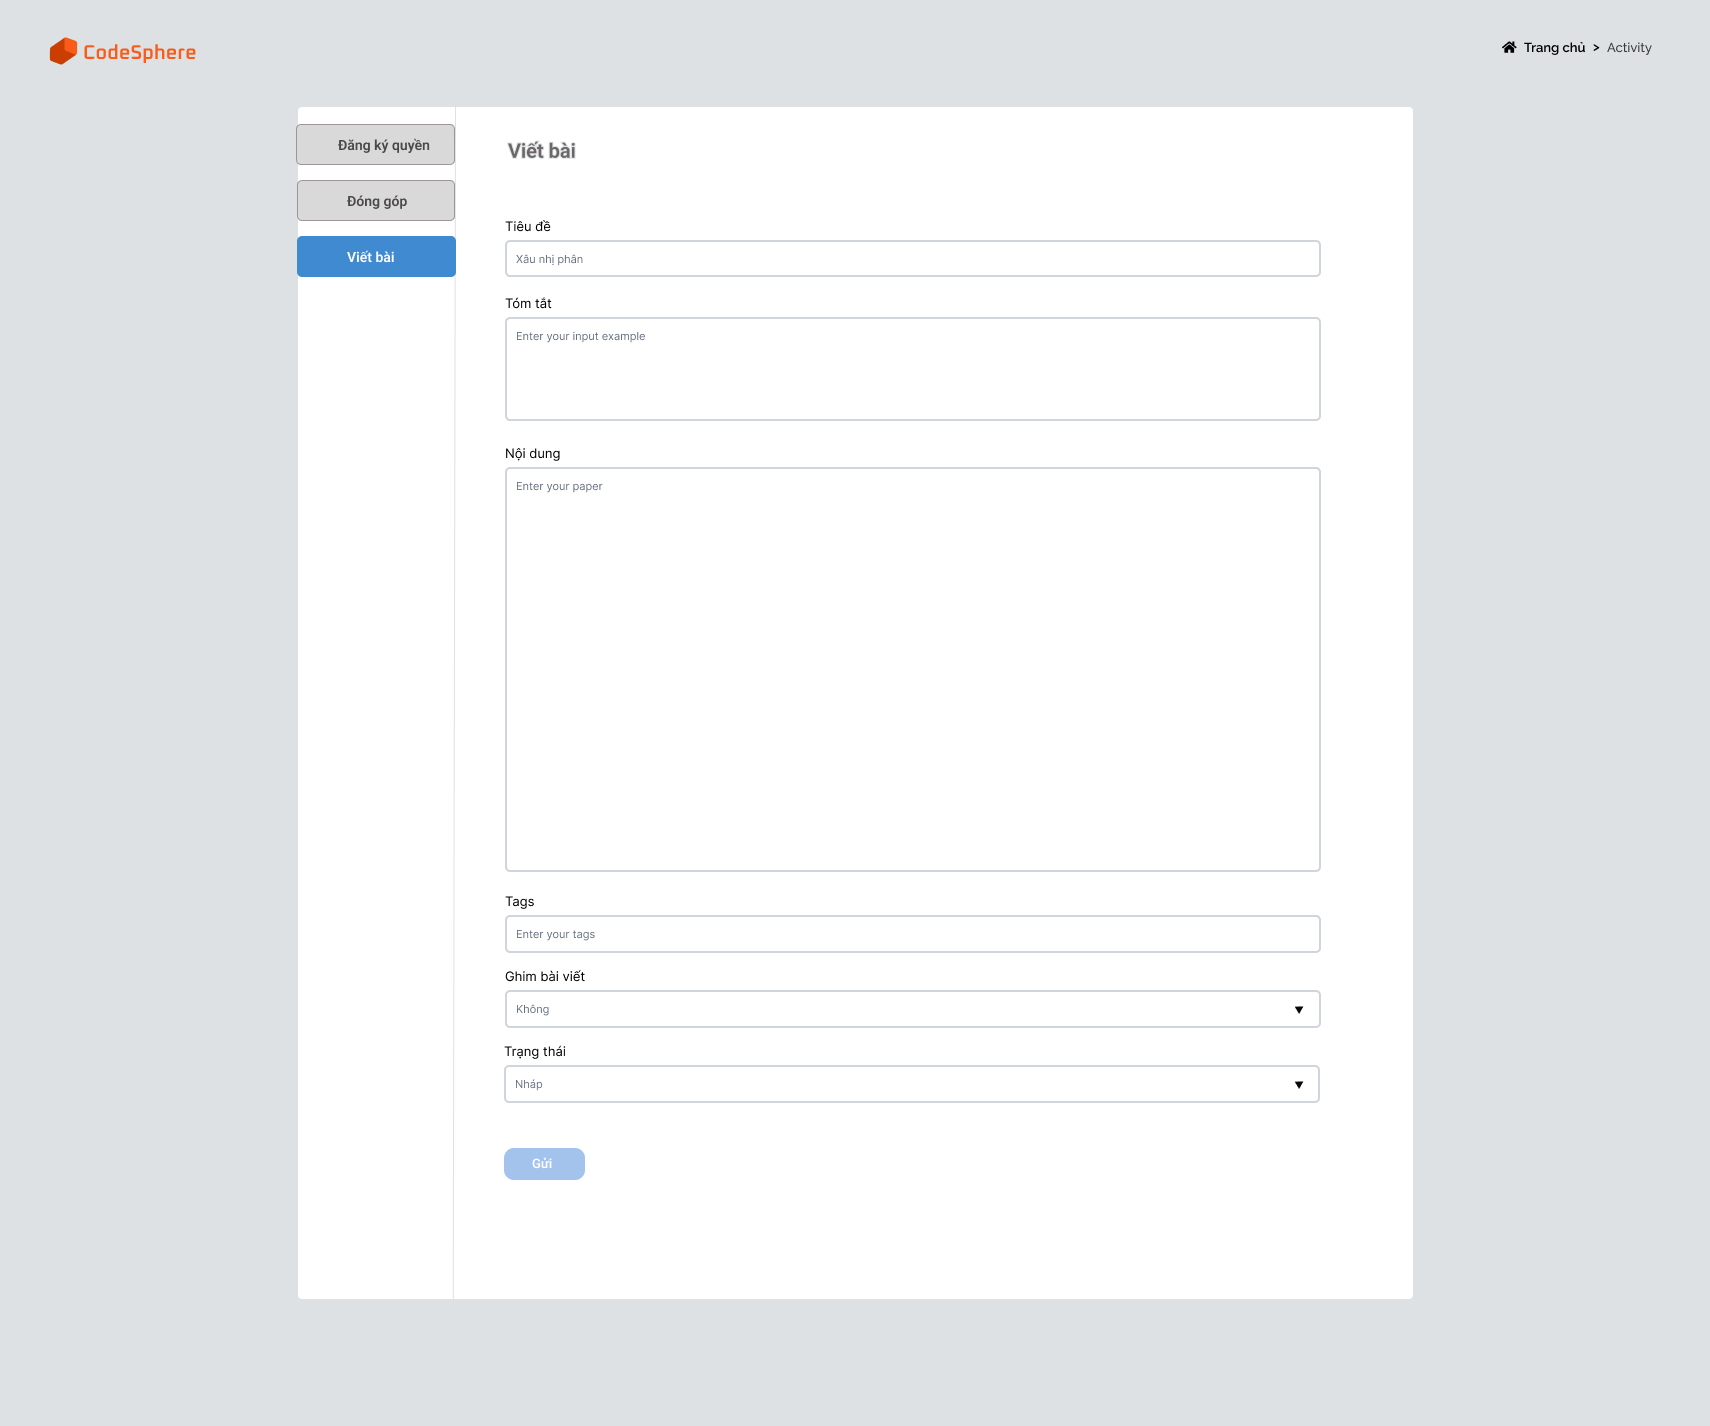 CodeSphere
Trang chủ > Activity
Đăng ký quyền
Đóng góp
Viết bài
Viết bài
Tiêu đề
Xâu nhị phân
Tóm tắt
Enter your input example
Nội dung
Enter your paper
Tags
Enter your tags
Ghim bài viết
Không
Trạng thái
Nháp
Gửi